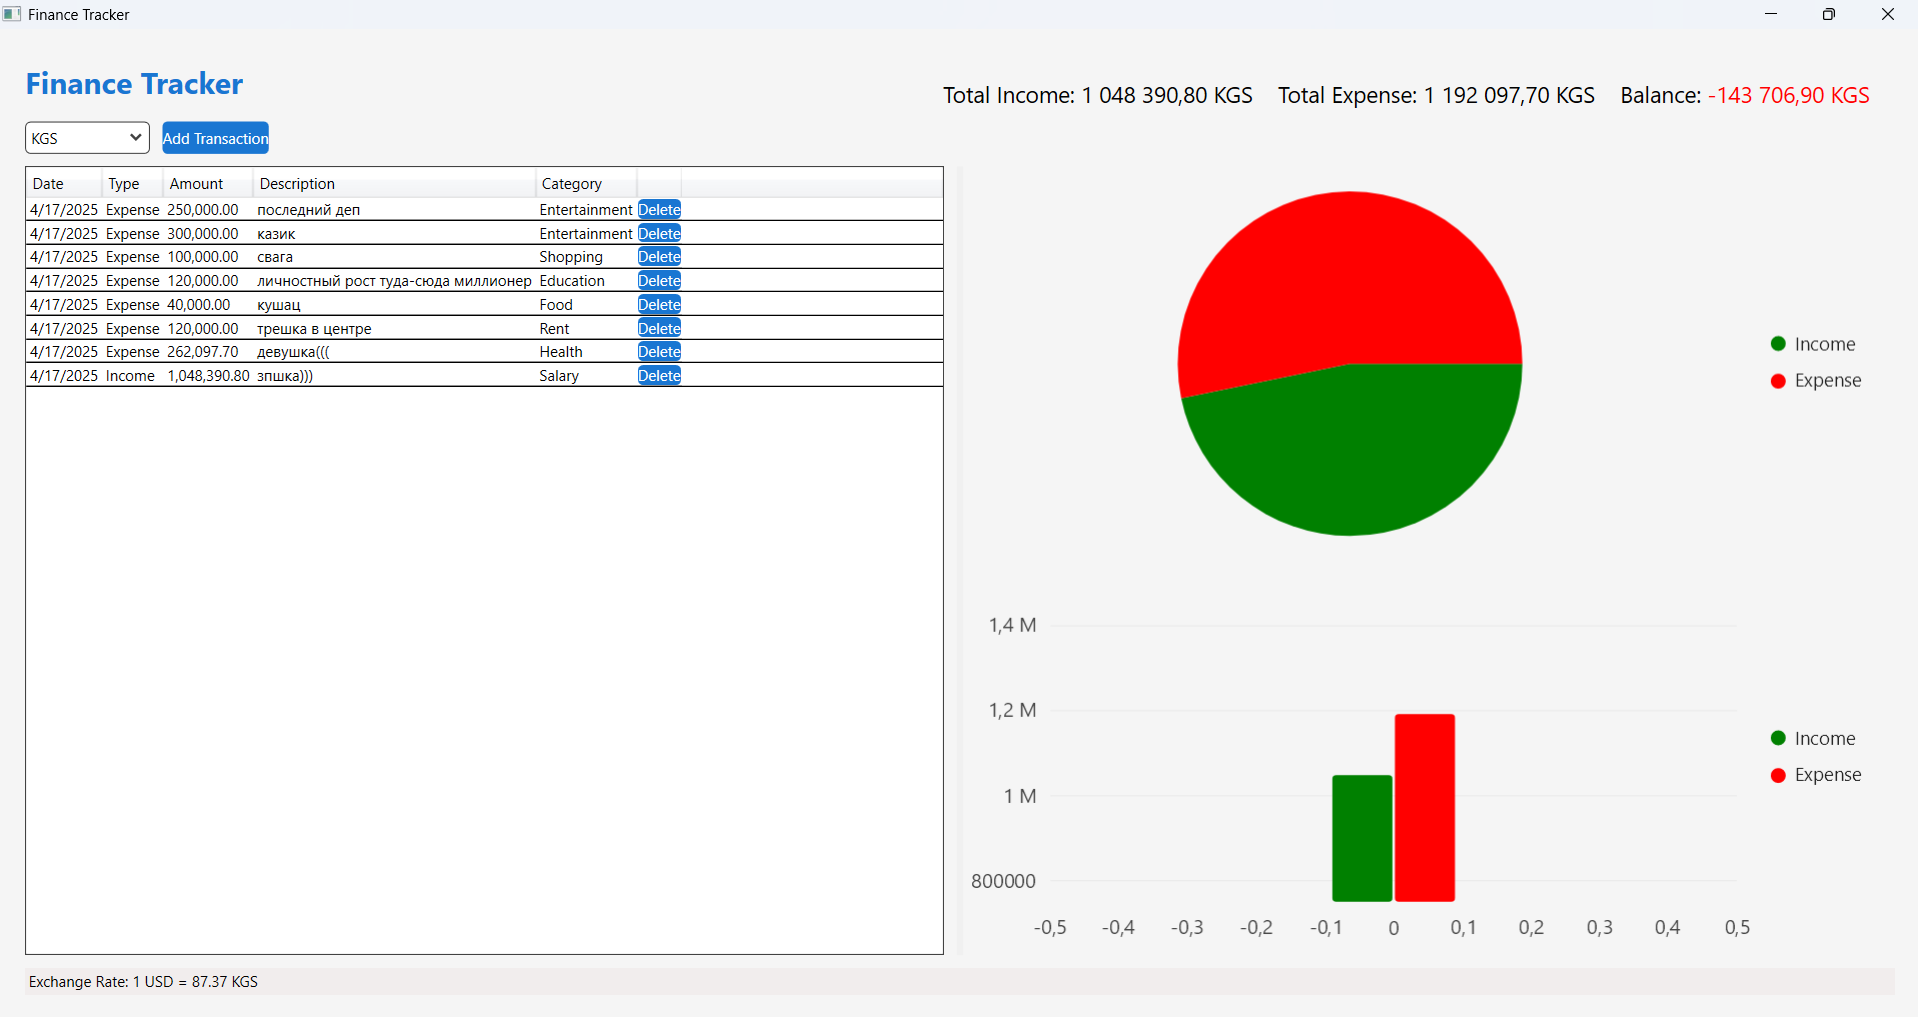 Finance Tracker
Finance Tracker
Total Income: 1 048 390,80 KGS Total Expense: 1 192 097,70 KGS Balance: -143 706,90 KGS
KGS Add Transaction
Date Type Amount Description Category
4/17/2025 Expense 250,000.00 последний деп Entertainment Delete
4/17/2025 Expense 300,000.00 казик Entertainment Delete
4/17/2025 Expense 100,000.00 свага Shopping Delete
4/17/2025 Expense 120,000.00 личностный рост туда-сюда миллионер Education Delete
4/17/2025 Expense 40,000.00 кушац Food Delete
4/17/2025 Expense 120,000.00 трешка в центре Rent Delete
4/17/2025 Expense 262,097.70 девушка((( Health Delete
4/17/2025 Income 1,048,390.80 зпшка))) Salary Delete
Income
Expense
1,4 M
1,2 M
1 M
800000
-0,5 -0,4 -0,3 -0,2 -0,1 0 0,1 0,2 0,3 0,4 0,5
Income
Expense
Exchange Rate: 1 USD = 87.37 KGS